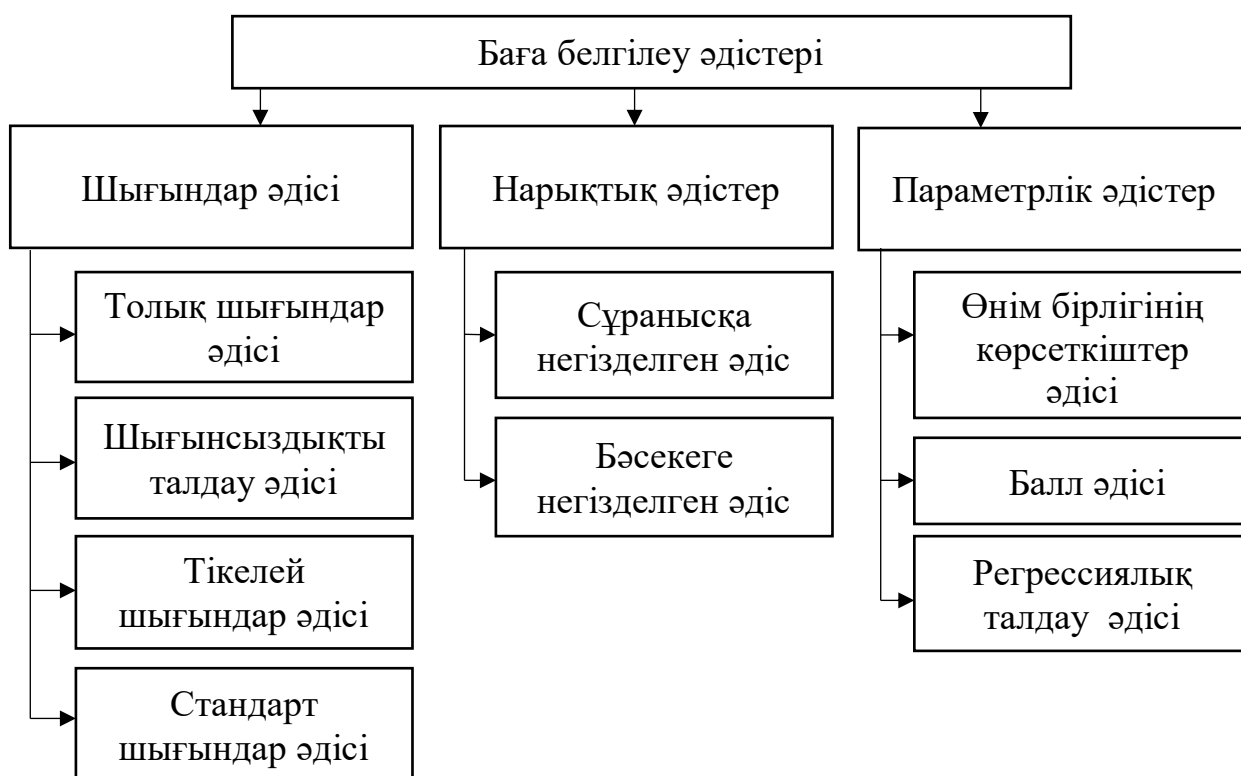 Баға белгілеу әдістері
Шығындар әдісі
Нарықтық әдістер
Параметрлік әдістер
Толық шығындар
әдісі
Шығынсыздықты
талдау әдісі
Тікелей
шығындар әдісі
Стандарт
шығындар әдісі
Сұранысқа
негізделген әдіс
Бәсекеге
негізделген әдіс
Өнім бірлігінің
көрсеткіштер
әдісі
Балл әдісі
Регрессиялық
талдау әдісі